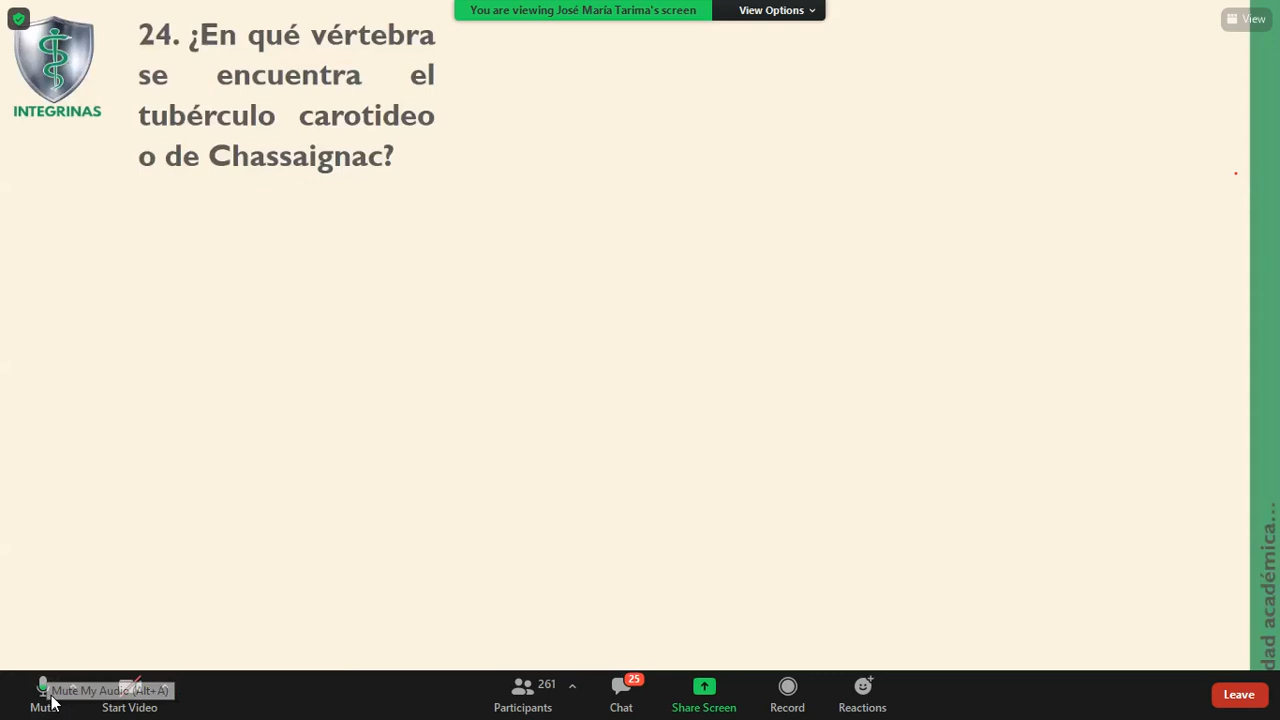 You are viewing José María Tarima's screen
View Options
View
INTEGRINAS
24. ¿En qué vértebra
se encuentra el
tubérculo carotideo
o de Chassaignac?
dad académica...
Mute My Audio (Alt+A)
Mute
Start Video
261
Participants
25
Chat
Share Screen
Record
Reactions
Leave